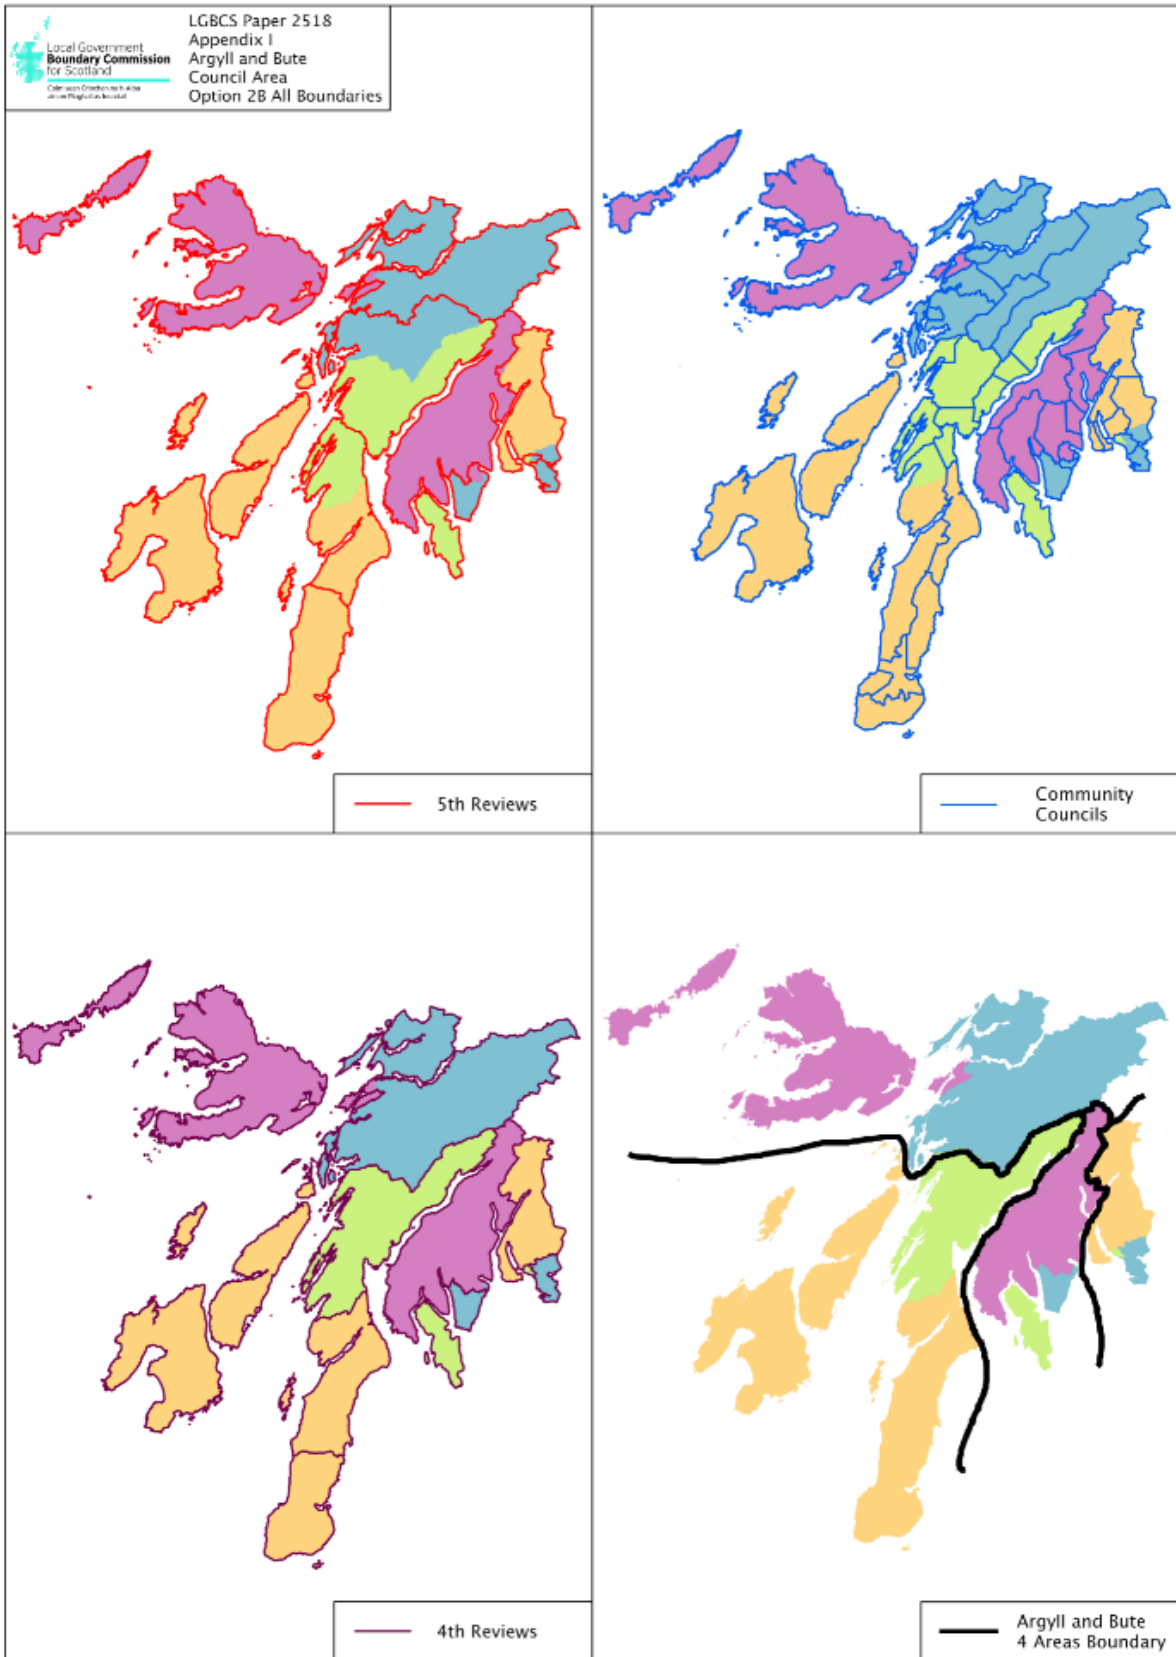 LGBCS Paper 2518
Appendix I
Argyll and Bute
Council Area
Option 2B All Boundaries
Local Government
Boundary Commission
for Scotland
5th Reviews
Community
Councils
4th Reviews
Argyll and Bute
4 Areas Boundary